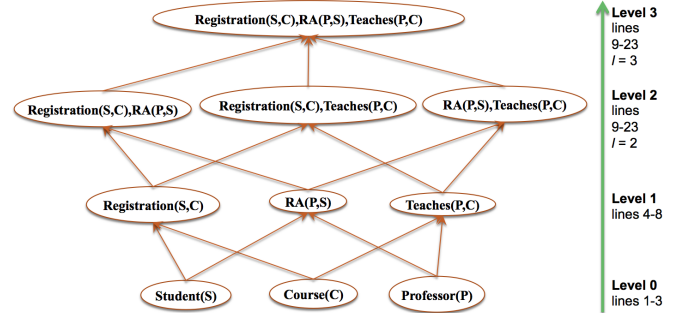 Registration(S,C),RA(P,S),Teaches(P,C)
Level 3
lines
9-23
l = 3
Registration(S,C),RA(P,S)
Registration(S,C),Teaches(P,C)
RA(P,S),Teaches(P,C)
Level 2
lines
9-23
l = 2
Registration(S,C)
RA(P,S)
Teaches(P,C)
Level 1
lines 4-8
Student(S)
Course(C)
Professor(P)
Level 0
lines 1-3